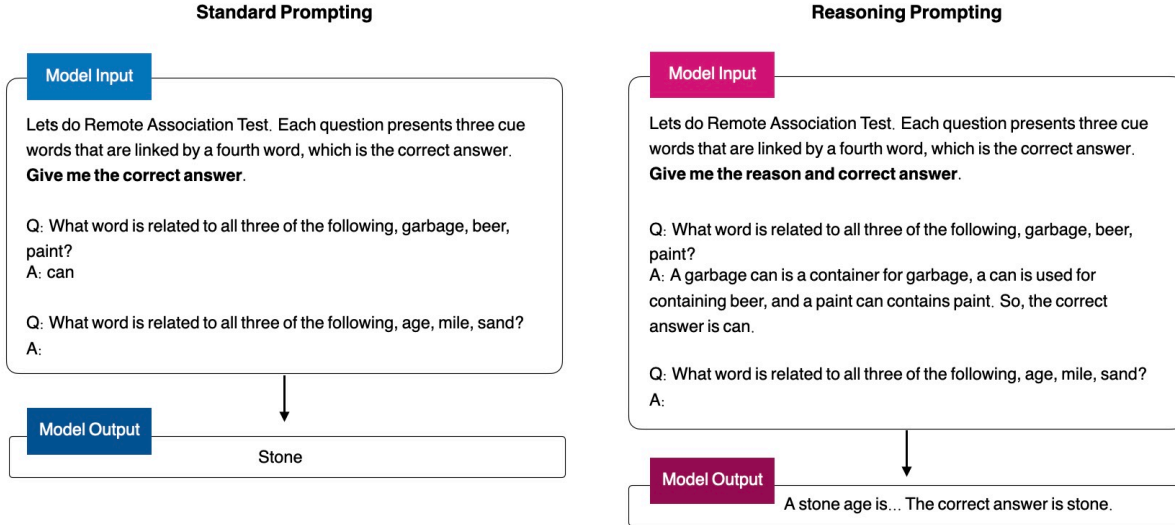 Standard Prompting
Model Input
Lets do Remote Association Test. Each question presents three cue
words that are linked by a fourth word, which is the correct answer.
Give me the correct answer.
Q: What word is related to all three of the following, garbage, beer,
paint?
A: can
Q: What word is related to all three of the following, age, mile, sand?
A:
Model Output
Stone
Reasoning Prompting
Model Input
Lets do Remote Association Test. Each question presents three cue
words that are linked by a fourth word, which is the correct answer.
Give me the reason and correct answer.
Q: What word is related to all three of the following, garbage, beer,
paint?
A: A garbage can is a container for garbage, a can is used for
containing beer, and a paint can contains paint. So, the correct
answer is can.
Q: What word is related to all three of the following, age, mile, sand?
A:
Model Output
A stone age is... The correct answer is stone.